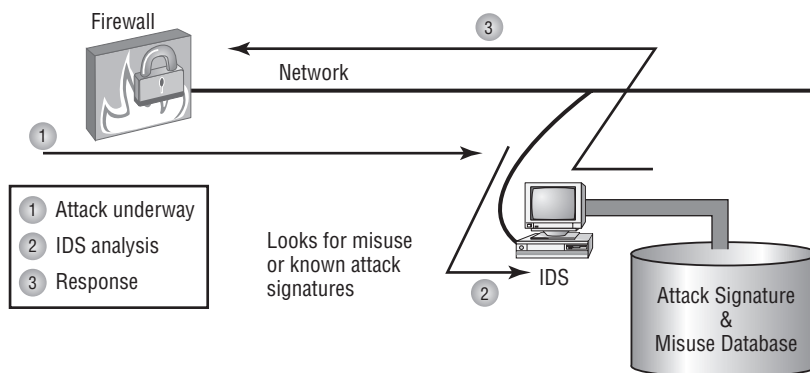 Firewall
3
Network
1
1 Attack underway
2 IDS analysis
3 Response
Looks for misuse
or known attack
signatures
2
IDS
Attack Signature
&
Misuse Database